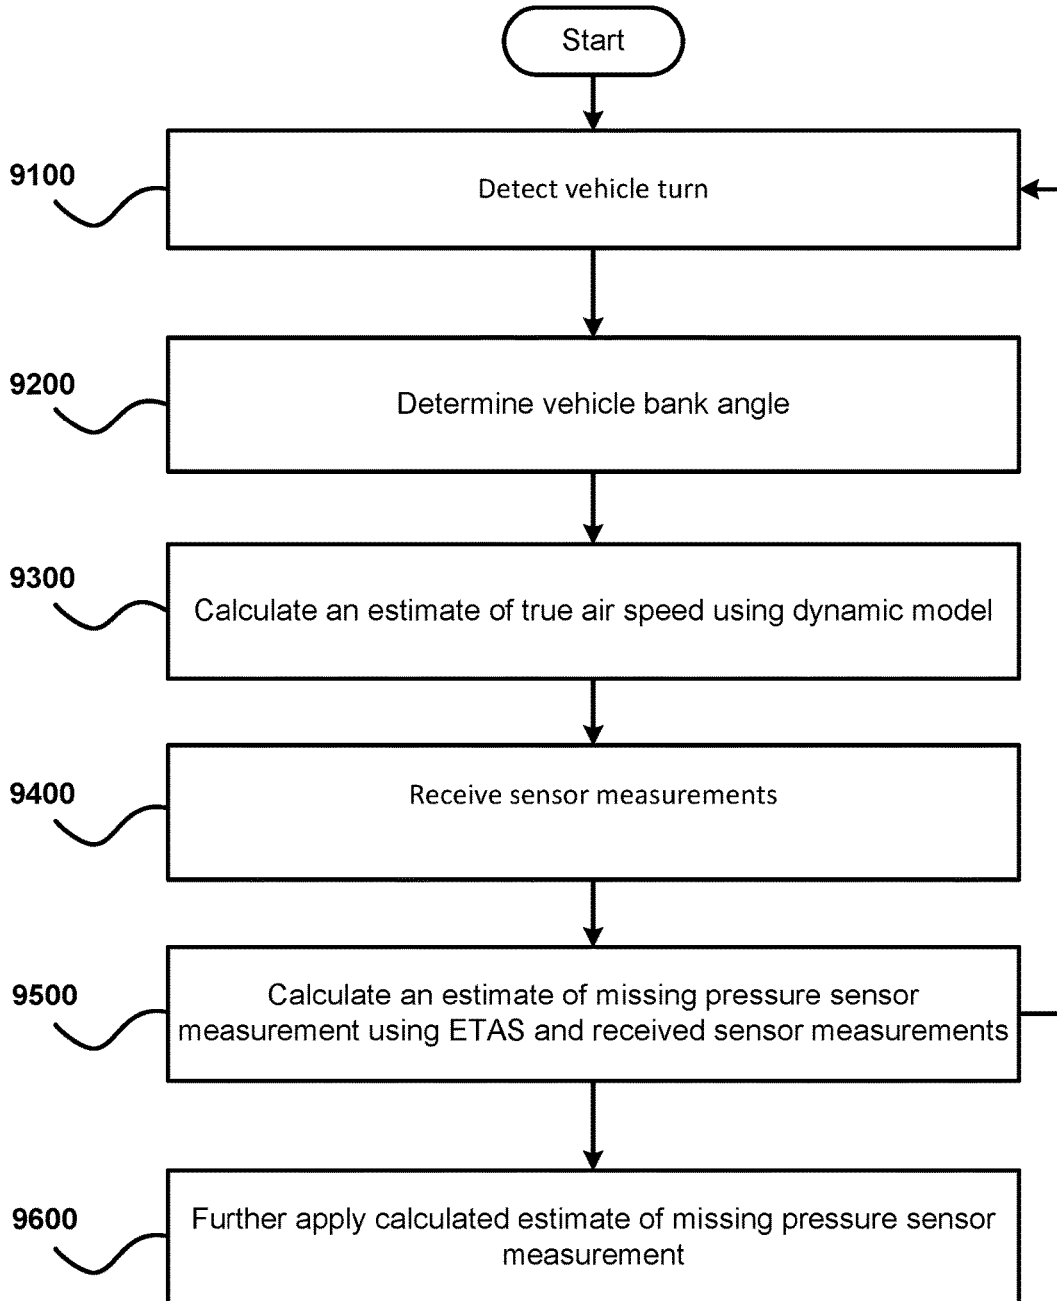 Start
9100
Detect vehicle turn
9200
Determine vehicle bank angle
9300
Calculate an estimate of true air speed using dynamic model
9400
Receive sensor measurements
9500
Calculate an estimate of missing pressure sensor
measurement using ETAS and received sensor measurements
9600
Further apply calculated estimate of missing pressure sensor
measurement